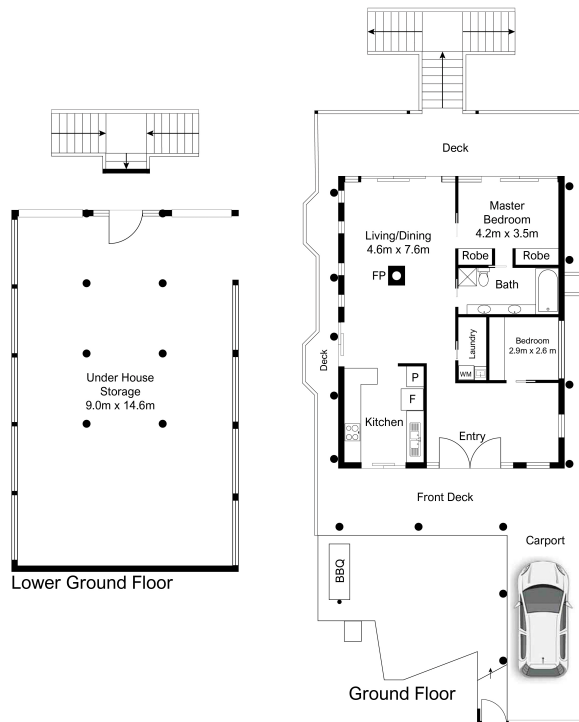 Under House
Storage
9.0m x 14.6m
Lower Ground Floor
Deck
Master
Bedroom
4.2m x 3.5m
Living/Dining
4.6m x 7.6m
Robe
Robe
FP
Bath
Deck
Laundry
Bedroom
2.9m x 2.6 m
WM
P
F
Kitchen
Entry
Front Deck
Carport
BBQ
Ground Floor